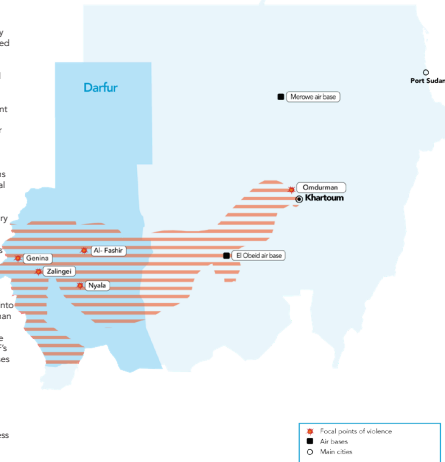 Darfur
Port Sudan
Merowe air base
Omdurman
Khartoum
Al- Fashir
El Obeid air base
Genina
Zalingei
Nyala
Focal points of violence
Air bases
Main cities